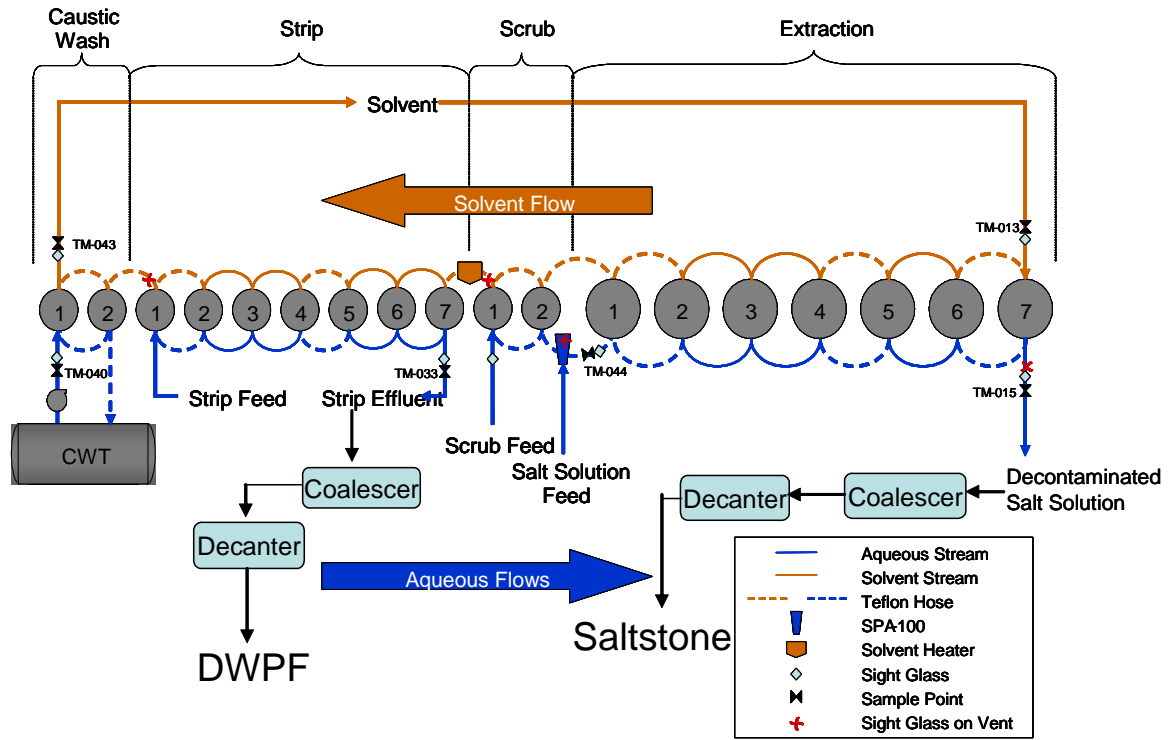 Caustic
Wash
Strip
Scrub
Extraction
Solvent
Solvent Flow
TM-043
TM-013
1 2 1 2 3 4 5 6 7 1 2 1 2 3 4 5 6 7
TM-040
TM-033
TM-044
TM-015
Strip Feed
Strip Effluent
Scrub Feed
Salt Solution
Feed
CWT
Coalescer
Decanter
DWPF
Aqueous Flows
Decanter
Coalescer
Decontaminated
Salt Solution
Saltstone
Aqueous Stream
Solvent Stream
Teflon Hose
SPA-100
Solvent Heater
Sight Glass
Sample Point
Sight Glass on Vent